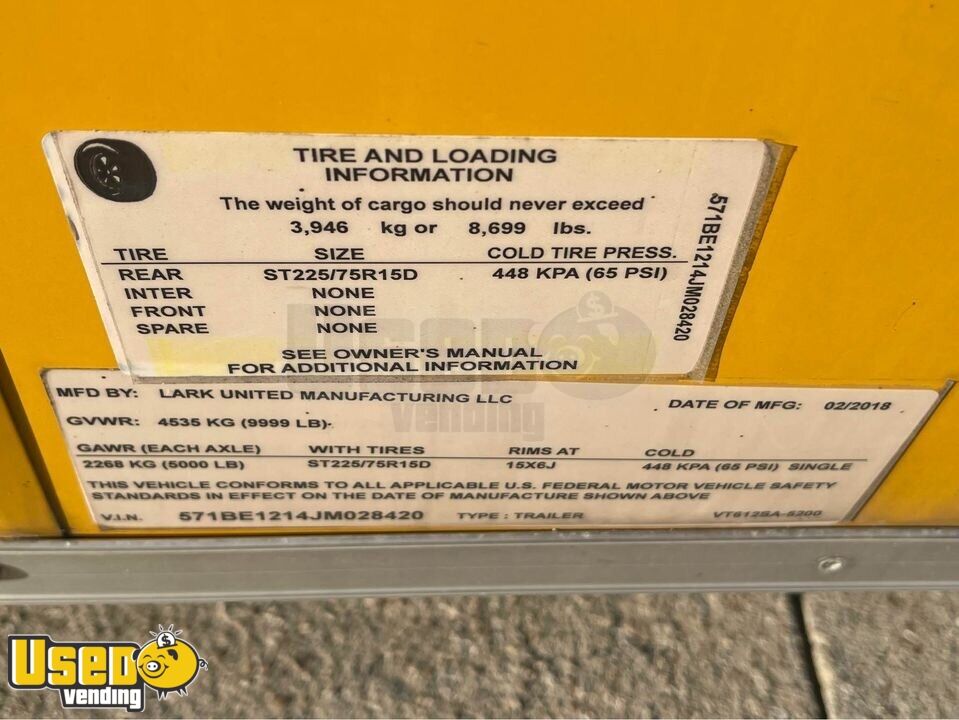 TIRE AND LOADING
INFORMATION
The weight of cargo should never exceed
3,946 kg or 8,699 lbs.
TIRE SIZE COLD TIRE PRESS.
REAR ST225/75R15D 448 KPA (65 PSI)
INTER NONE
FRONT NONE
SPARE NONE
SEE OWNER'S MANUAL
FOR ADDITIONAL INFORMATION
571BE1214JM028420
USED
vending
MFD BY: LARK UNITED MANUFACTURING LLC DATE OF MFG: 02/2018
GVWR: 4535 KG (9999 LB)
GAWR (EACH AXLE) WITH TIRES RIMS AT COLD
2268 KG (5000 LB) ST225/75R15D 15X6J 448 KPA (65 PSI) SINGLE
THIS VEHICLE CONFORMS TO ALL APPLICABLE U.S. FEDERAL MOTOR VEHICLE SAFETY
STANDARDS IN EFFECT ON THE DATE OF MANUFACTURE SHOWN ABOVE
V.I.N. 571BE1214JM028420 TYPE: TRAILER VT612SA-5200
USED
vending